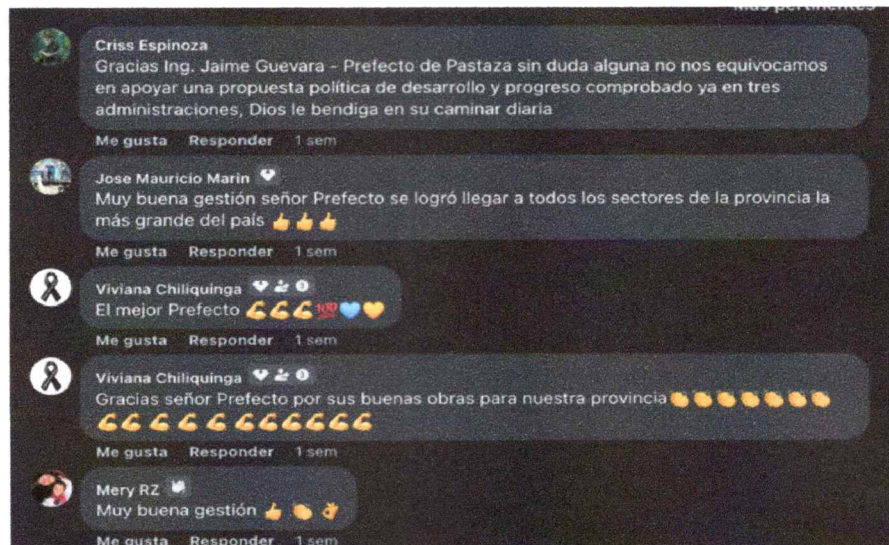 Más pertinentes
Criss Espinoza
Gracias Ing. Jaime Guevara - Prefecto de Pastaza sin duda alguna no nos equivocamos
en apoyar una propuesta política de desarrollo y progreso comprobado ya en tres
administraciones, Dios le bendiga en su caminar diaria
Me gusta Responder 1 sem
Jose Mauricio Marin
Muy buena gestión señor Prefecto se logró llegar a todos los sectores de la provincia la
más grande del país 👍👍👍
Me gusta Responder 1 sem
Viviana Chiliquinga
El mejor Prefecto 💪💪💪💯💙💛
Me gusta Responder 1 sem
Viviana Chiliquinga
Gracias señor Prefecto por sus buenas obras para nuestra provincia👏👏👏👏👏👏👏
💪💪💪💪💪💪💪💪💪💪
Me gusta Responder 1 sem
Mery RZ
Muy buena gestión 👍👏👌
Me gusta Responder 1 sem